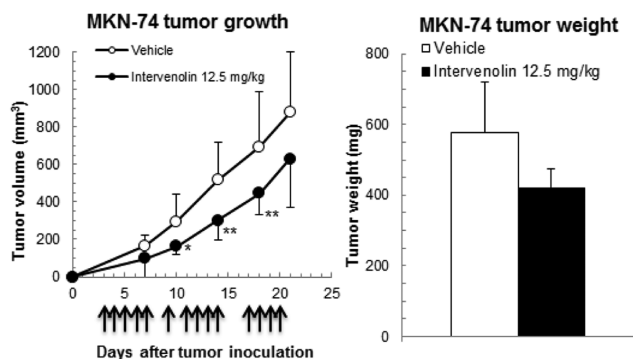 MKN-74 tumor growth
Vehicle
Intervenolin 12.5 mg/kg
Tumor volume (mm³)
1200
1000
800
600
400
200
0
0 5 10 15 20 25
*
**
**
Days after tumor inoculation
MKN-74 tumor weight
Vehicle
Intervenolin 12.5 mg/kg
Tumor weight (mg)
800
600
400
200
0